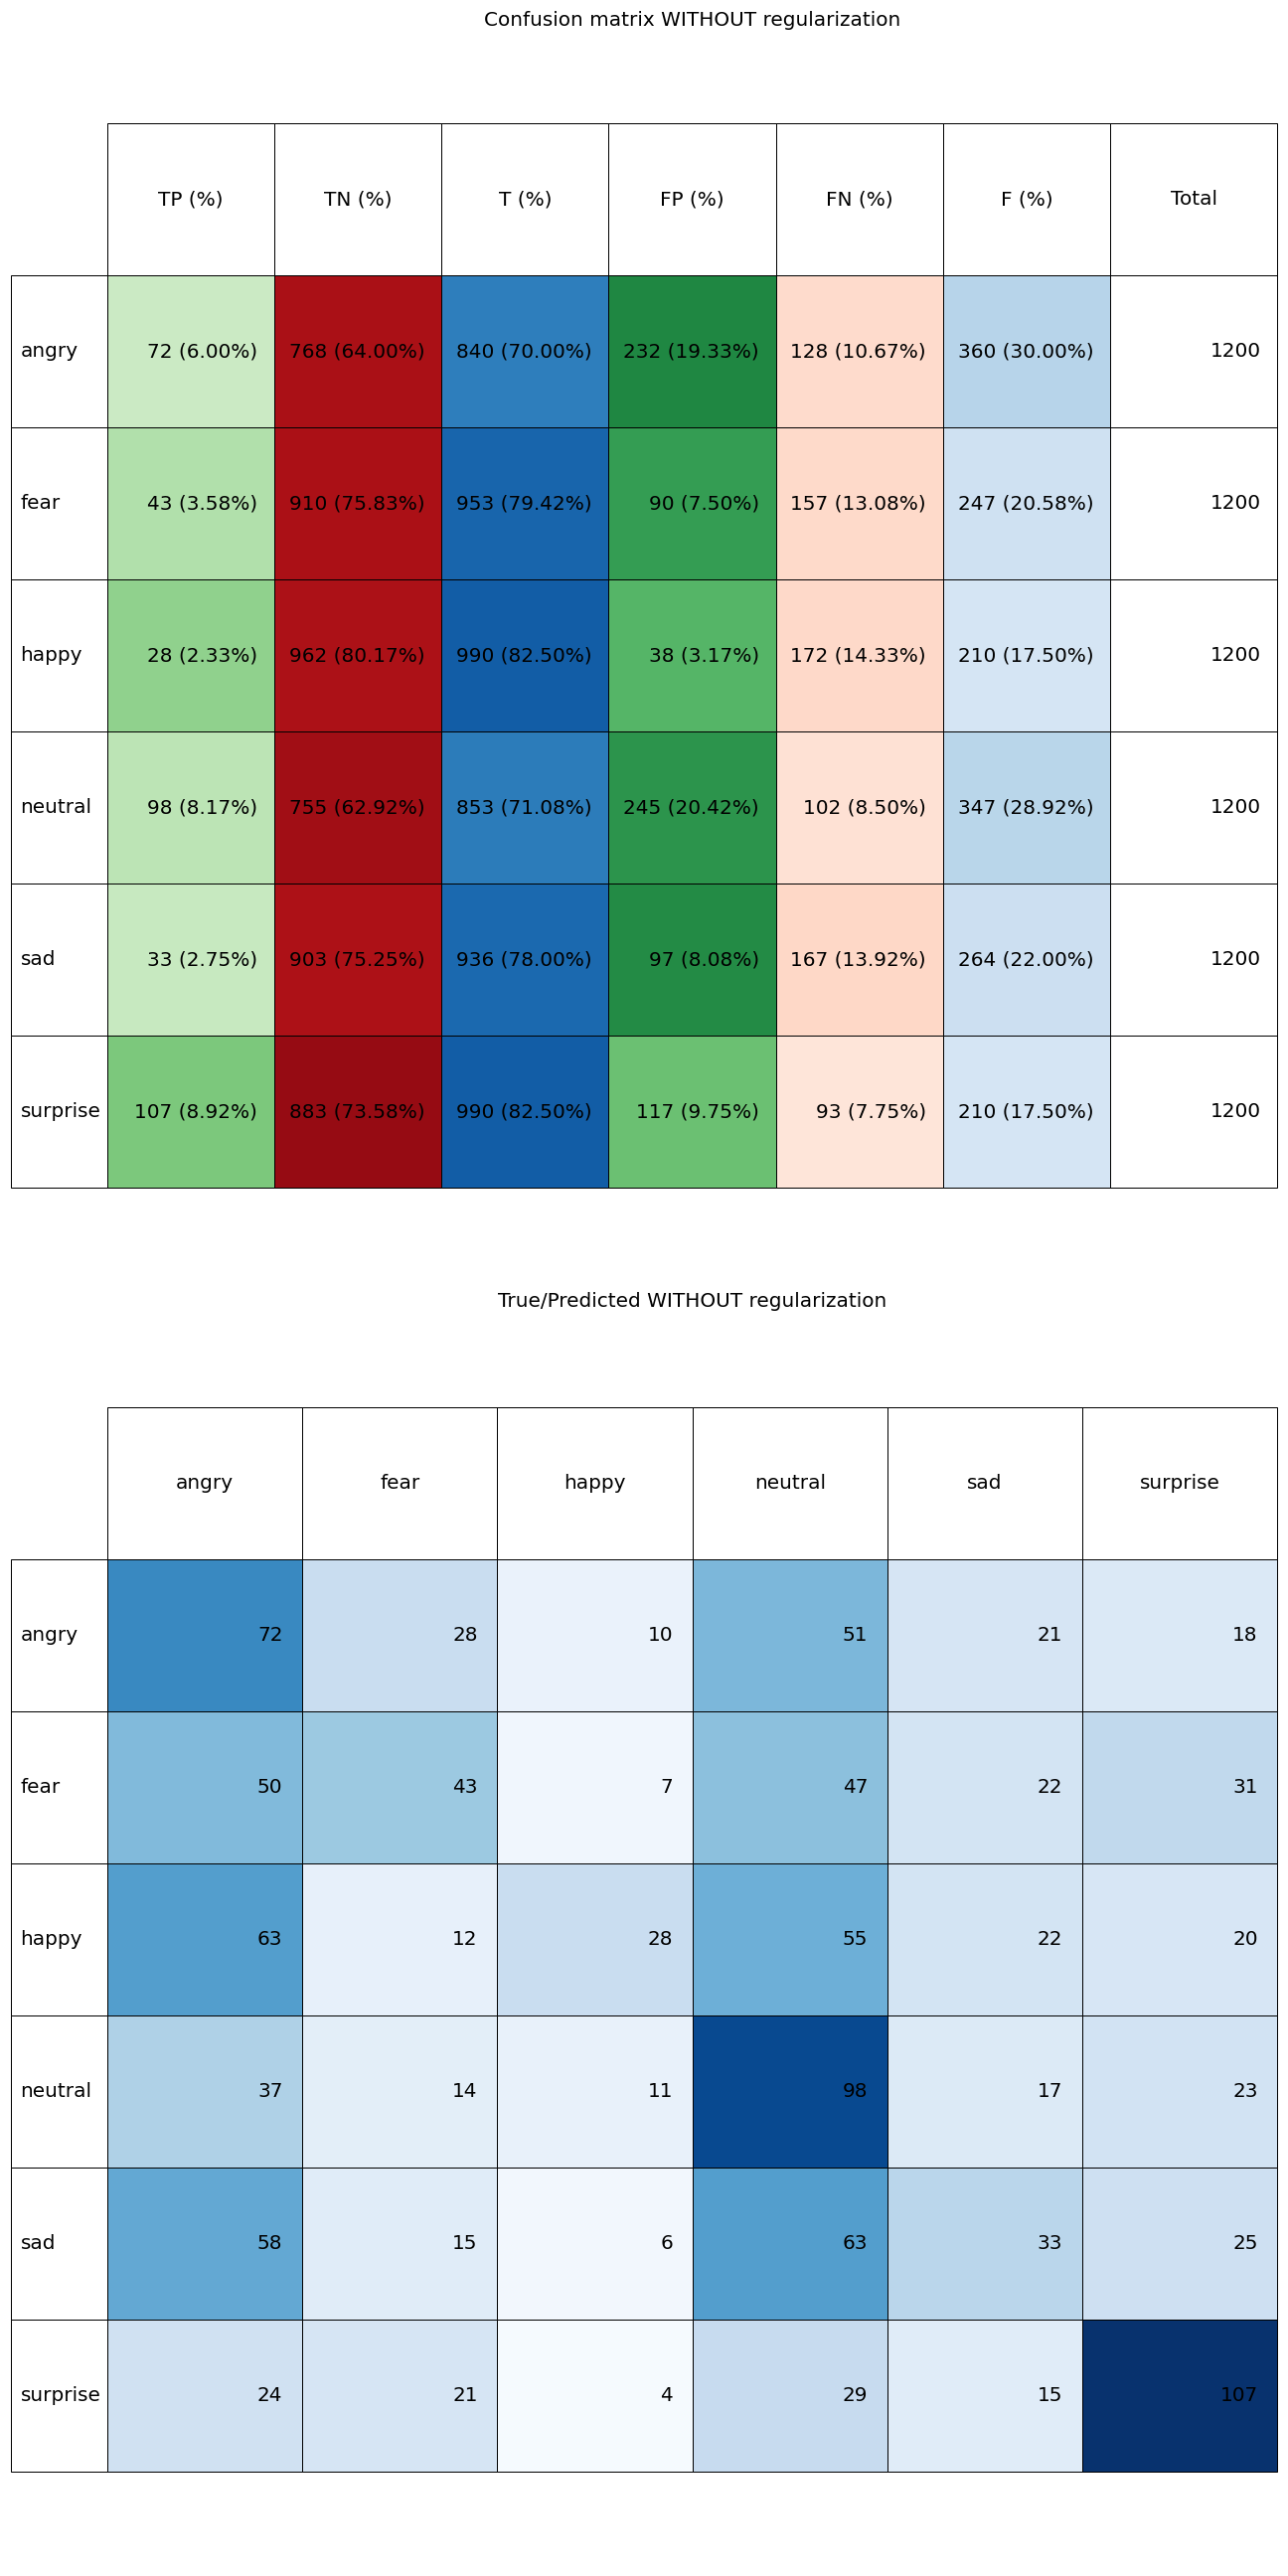 Confusion matrix WITHOUT regularization
TP (%) TN (%) T (%) FP (%) FN (%) F (%) Total
angry 72 (6.00%) 768 (64.00%) 840 (70.00%) 232 (19.33%) 128 (10.67%) 360 (30.00%) 1200
fear 43 (3.58%) 910 (75.83%) 953 (79.42%) 90 (7.50%) 157 (13.08%) 247 (20.58%) 1200
happy 28 (2.33%) 962 (80.17%) 990 (82.50%) 38 (3.17%) 172 (14.33%) 210 (17.50%) 1200
neutral 98 (8.17%) 755 (62.92%) 853 (71.08%) 245 (20.42%) 102 (8.50%) 347 (28.92%) 1200
sad 33 (2.75%) 903 (75.25%) 936 (78.00%) 97 (8.08%) 167 (13.92%) 264 (22.00%) 1200
surprise 107 (8.92%) 883 (73.58%) 990 (82.50%) 117 (9.75%) 93 (7.75%) 210 (17.50%) 1200
True/Predicted WITHOUT regularization
angry fear happy neutral sad surprise
angry 72 28 10 51 21 18
fear 50 43 7 47 22 31
happy 63 12 28 55 22 20
neutral 37 14 11 98 17 23
sad 58 15 6 63 33 25
surprise 24 21 4 29 15 107